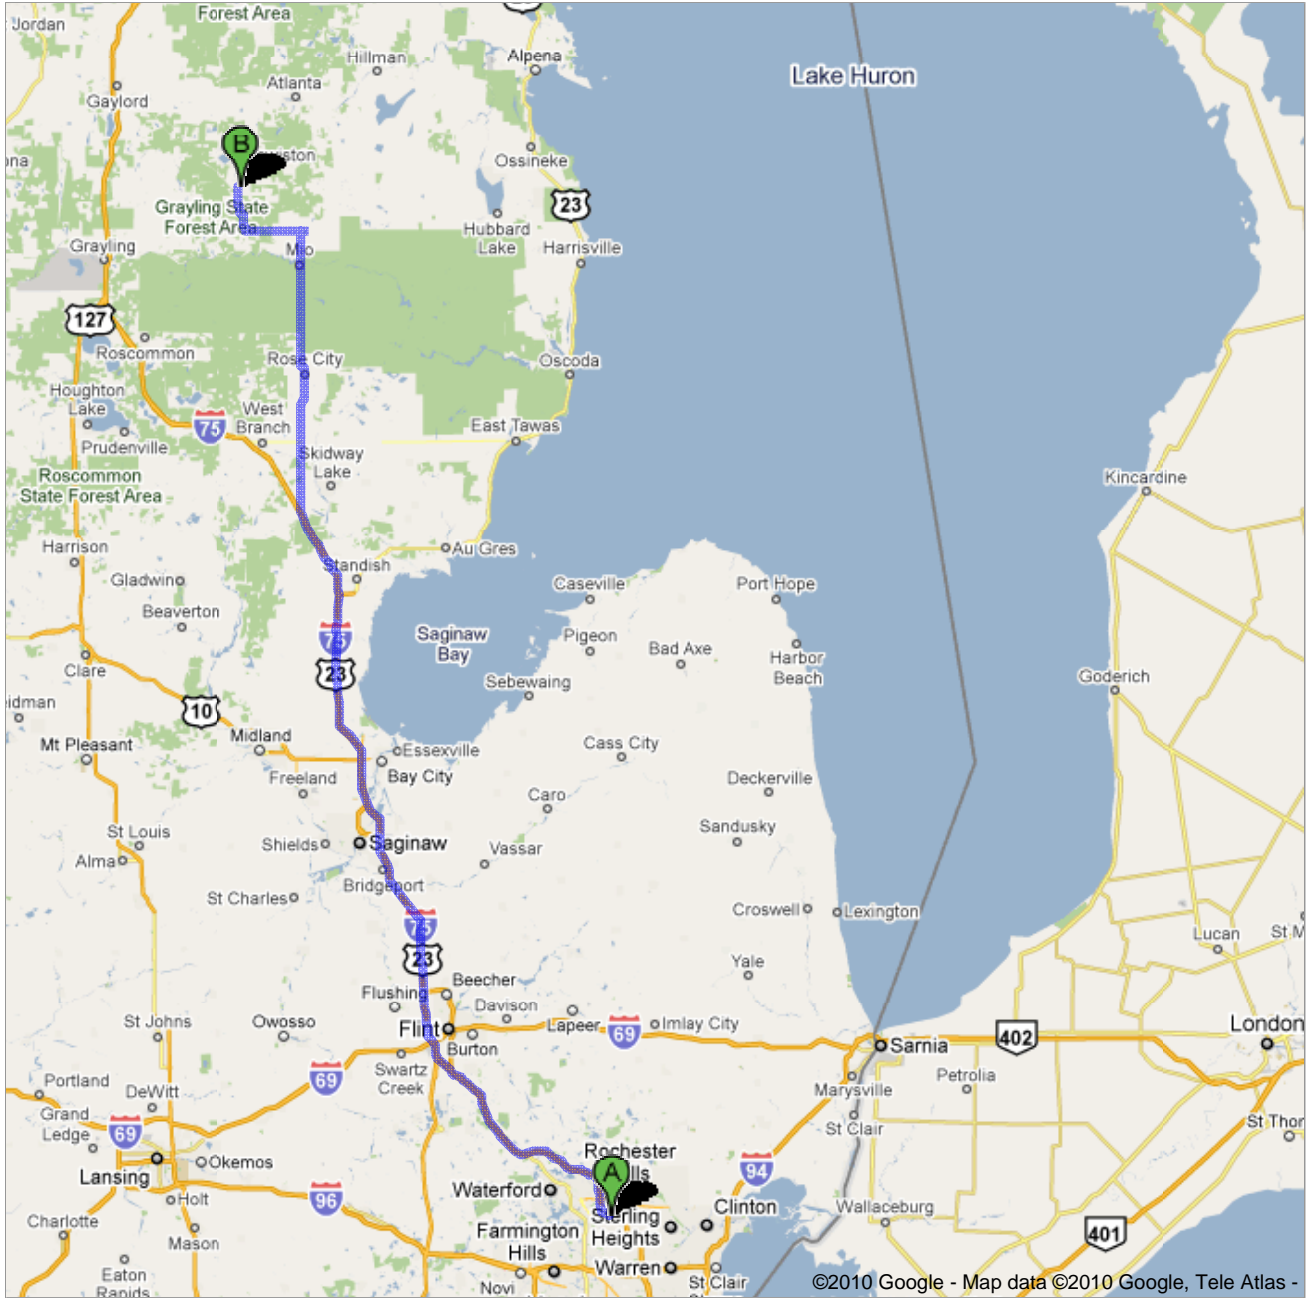 Forest Area
Jordan
Hillman
Alpena
Lake Huron
Atlanta
Gaylord
B
Ossineke
23
Grayling State
Forest Area
Hubbard
Lake
Harrisville
Grayling
Mio
127
Roscommon
Rose City
Oscoda
Houghton
Lake
West
Branch
75
East Tawas
Prudenville
Skidway
Lake
Roscommon
State Forest Area
Kincardine
Harrison
Au Gres
Standish
Gladwin
Caseville
Port Hope
Beaverton
75
Saginaw
Bay
Pigeon
Bad Axe
Harbor
Beach
Clare
23
Sebewaing
Goderich
10
Mt Pleasant
Midland
Essexville
Cass City
Bay City
Freeland
Deckerville
Caro
St Louis
Sandusky
Shields
Saginaw
Vassar
Alma
Bridgeport
St Charles
Croswell
Lexington
75
Lucan
St M
23
Yale
Beecher
Flushing
Davison
St Johns
Owosso
Flint
Lapeer
69
Imlay City
402
London
Burton
Sarnia
Swartz
Creek
69
Portland
DeWitt
Marysville
Petrolia
Grand
Ledge
69
St Clair
St Thor
Rochester
Lansing
Okemos
A
94
96
Holt
Waterford
Sterling
Heights
Clinton
Wallaceburg
Charlotte
Mason
Farmington
Hills
401
Warren
Eaton
Rapids
Novi
St Clair
©2010 Google - Map data ©2010 Google, Tele Atlas -